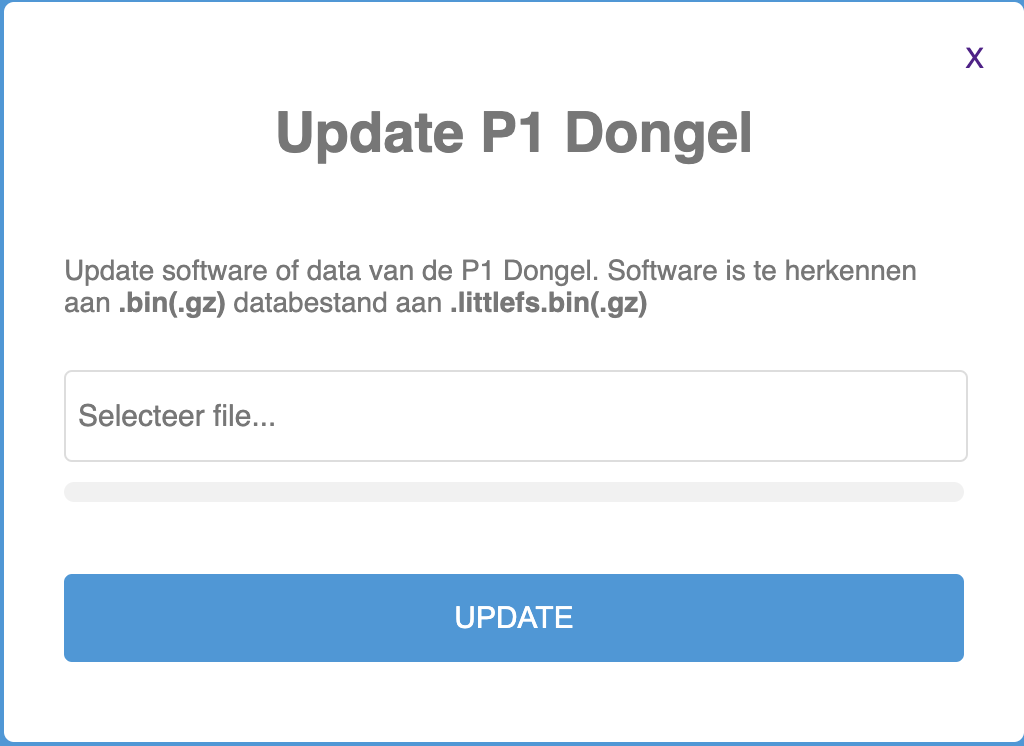 X
Update P1 Dongel
Update software of data van de P1 Dongel. Software is te herkennen
aan .bin(.gz) databestand aan .littlefs.bin(.gz)
Selecteer file...
UPDATE